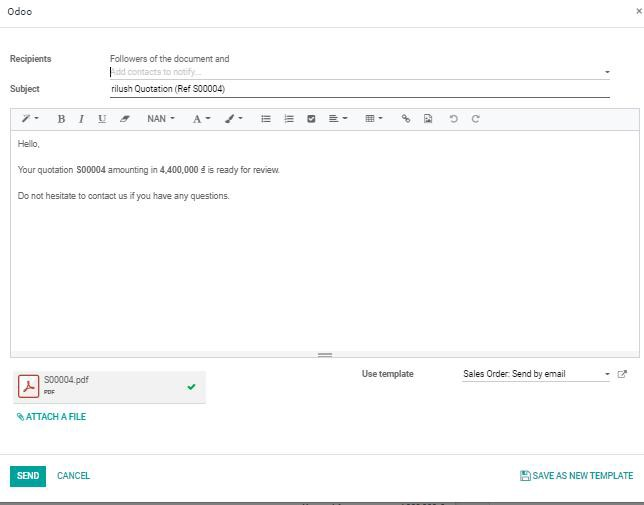 Odoo ×
Recipients Followers of the document and
Add contacts to notify...
Subject rilush Quotation (Ref S00004)
B I U NAN A
Hello,
Your quotation S00004 amounting in 4,400,000 ₫ is ready for review.
Do not hesitate to contact us if you have any questions.
S00004.pdf
PDF
Use template Sales Order: Send by email
ATTACH A FILE
SEND CANCEL SAVE AS NEW TEMPLATE